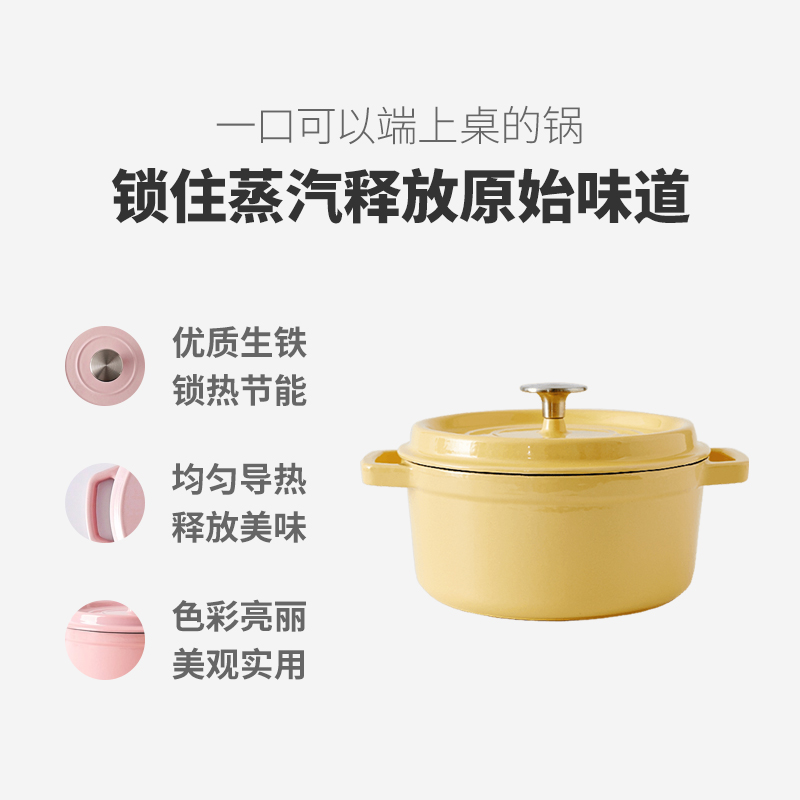 一口可以端上桌的锅
锁住蒸汽释放原始味道
优质生铁
锁热节能
均匀导热
释放美味
色彩亮丽
美观实用